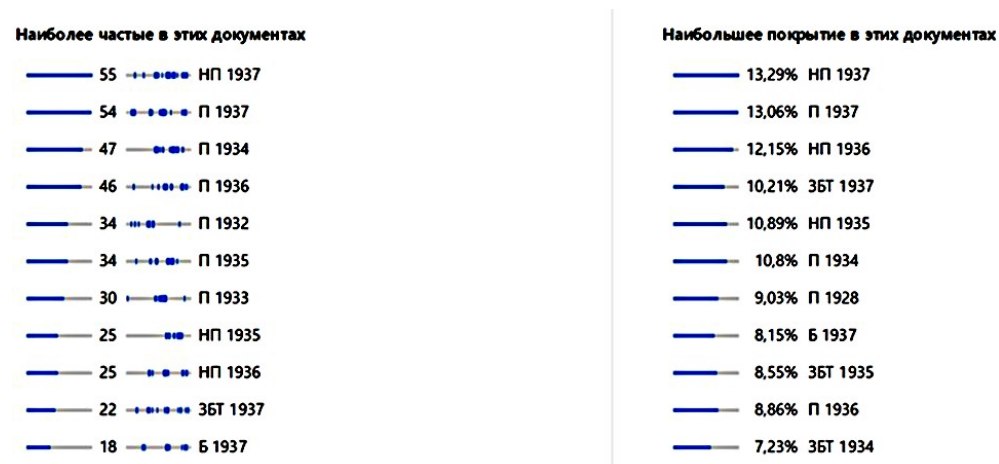 Наиболее частые в этих документах
55 НП 1937
54 П 1937
47 П 1934
46 П 1936
34 П 1932
34 П 1935
30 П 1933
25 НП 1935
25 НП 1936
22 ЗБТ 1937
18 Б 1937
Наибольшее покрытие в этих документах
13,29% НП 1937
13,06% П 1937
12,15% НП 1936
10,21% ЗБТ 1937
10,89% НП 1935
10,8% П 1934
9,03% П 1928
8,15% Б 1937
8,55% ЗБТ 1935
8,86% П 1936
7,23% ЗБТ 1934